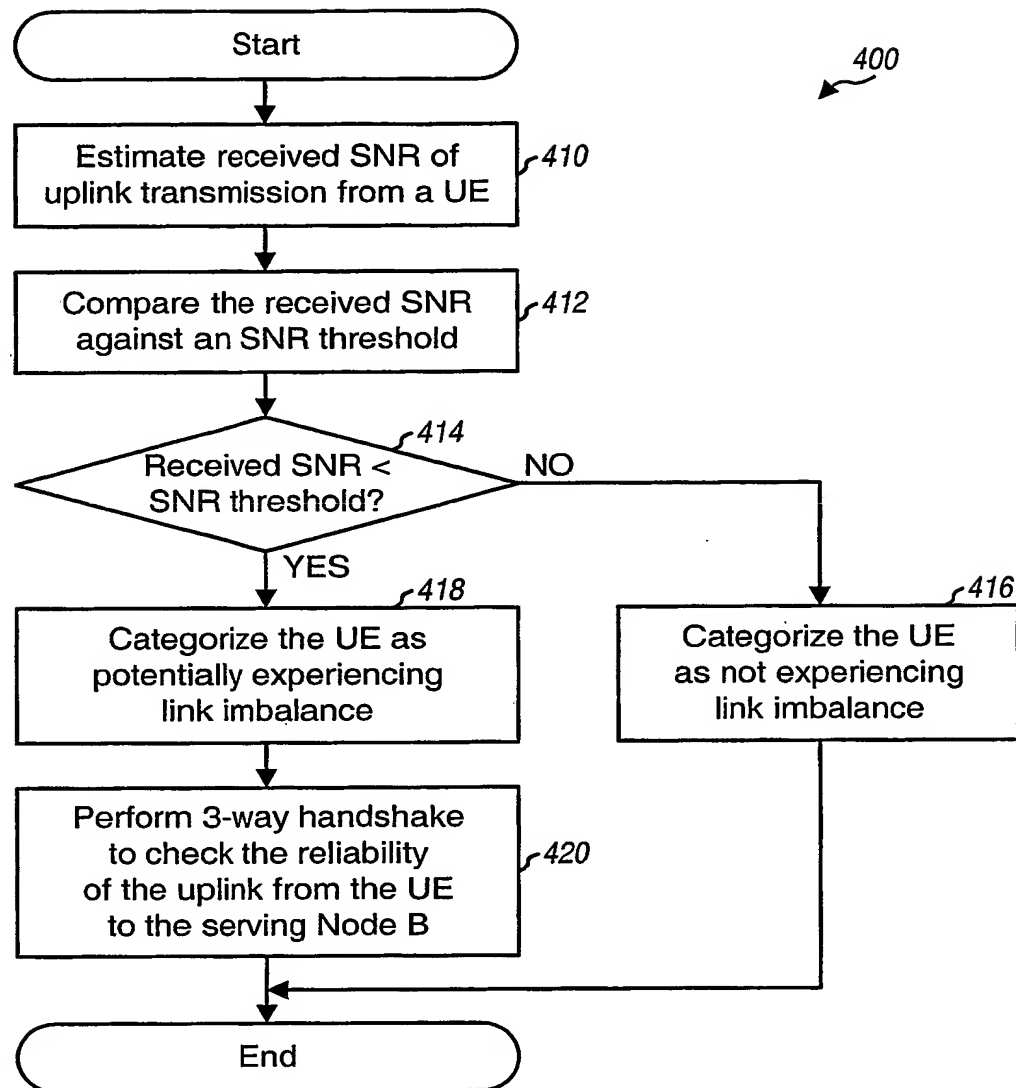 Start
400
Estimate received SNR of
uplink transmission from a UE
410
Compare the received SNR
against an SNR threshold
412
414
Received SNR <
SNR threshold?
NO
YES
418
Categorize the UE as
potentially experiencing
link imbalance
416
Categorize the UE
as not experiencing
link imbalance
Perform 3-way handshake
to check the reliability
of the uplink from the UE
to the serving Node B
420
End